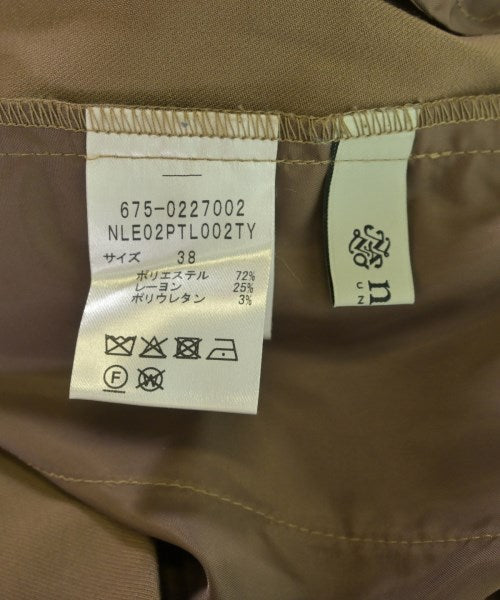 675-0227002
NLE02PTL002TY
サイズ 38
ポリエステル 72%
レーヨン 25%
ポリウレタン 3%
F
W
n